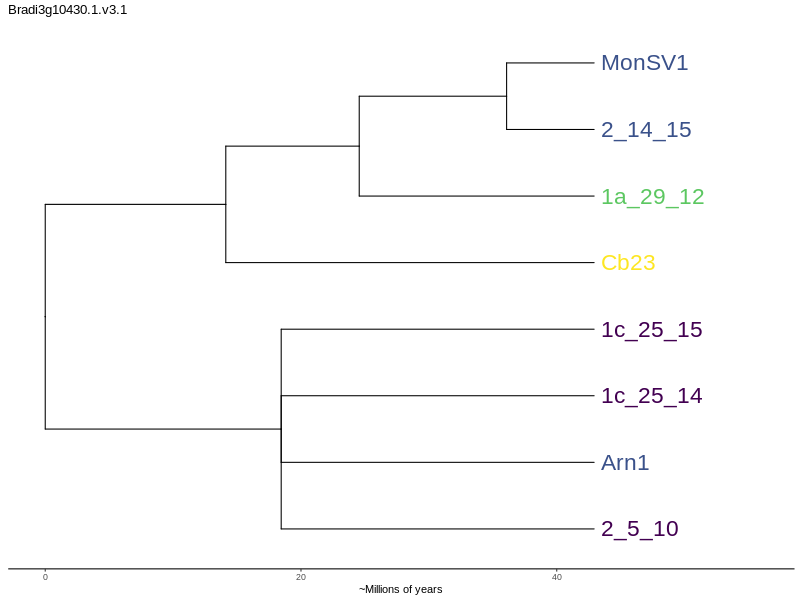 Bradi3g10430.1.v3.1
MonSV1
2_14_15
1a_29_12
Cb23
1c_25_15
1c_25_14
Arn1
2_5_10
0 20 40
~Millions of years